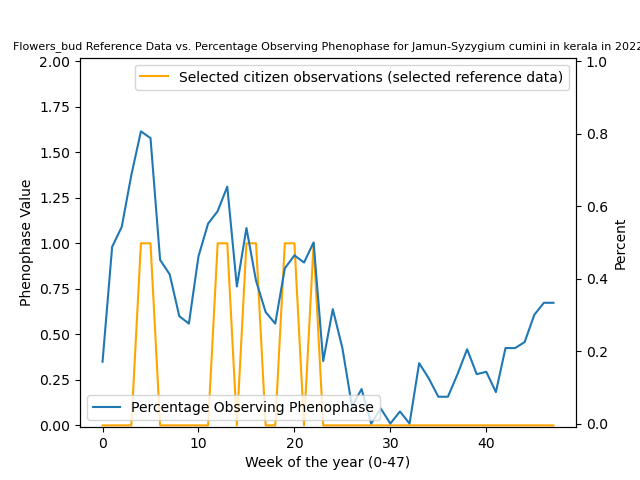 Flowers_bud Reference Data vs. Percentage Observing Phenophase for Jamun-Syzygium cumini in kerala in 2022
2.00
1.75
1.50
1.25
1.00
0.75
0.50
0.25
0.00
Phenophase Value
Selected citizen observations (selected reference data)
Percentage Observing Phenophase
1.0
0.8
0.6
0.4
0.2
0.0
Percent
0 10 20 30 40
Week of the year (0-47)